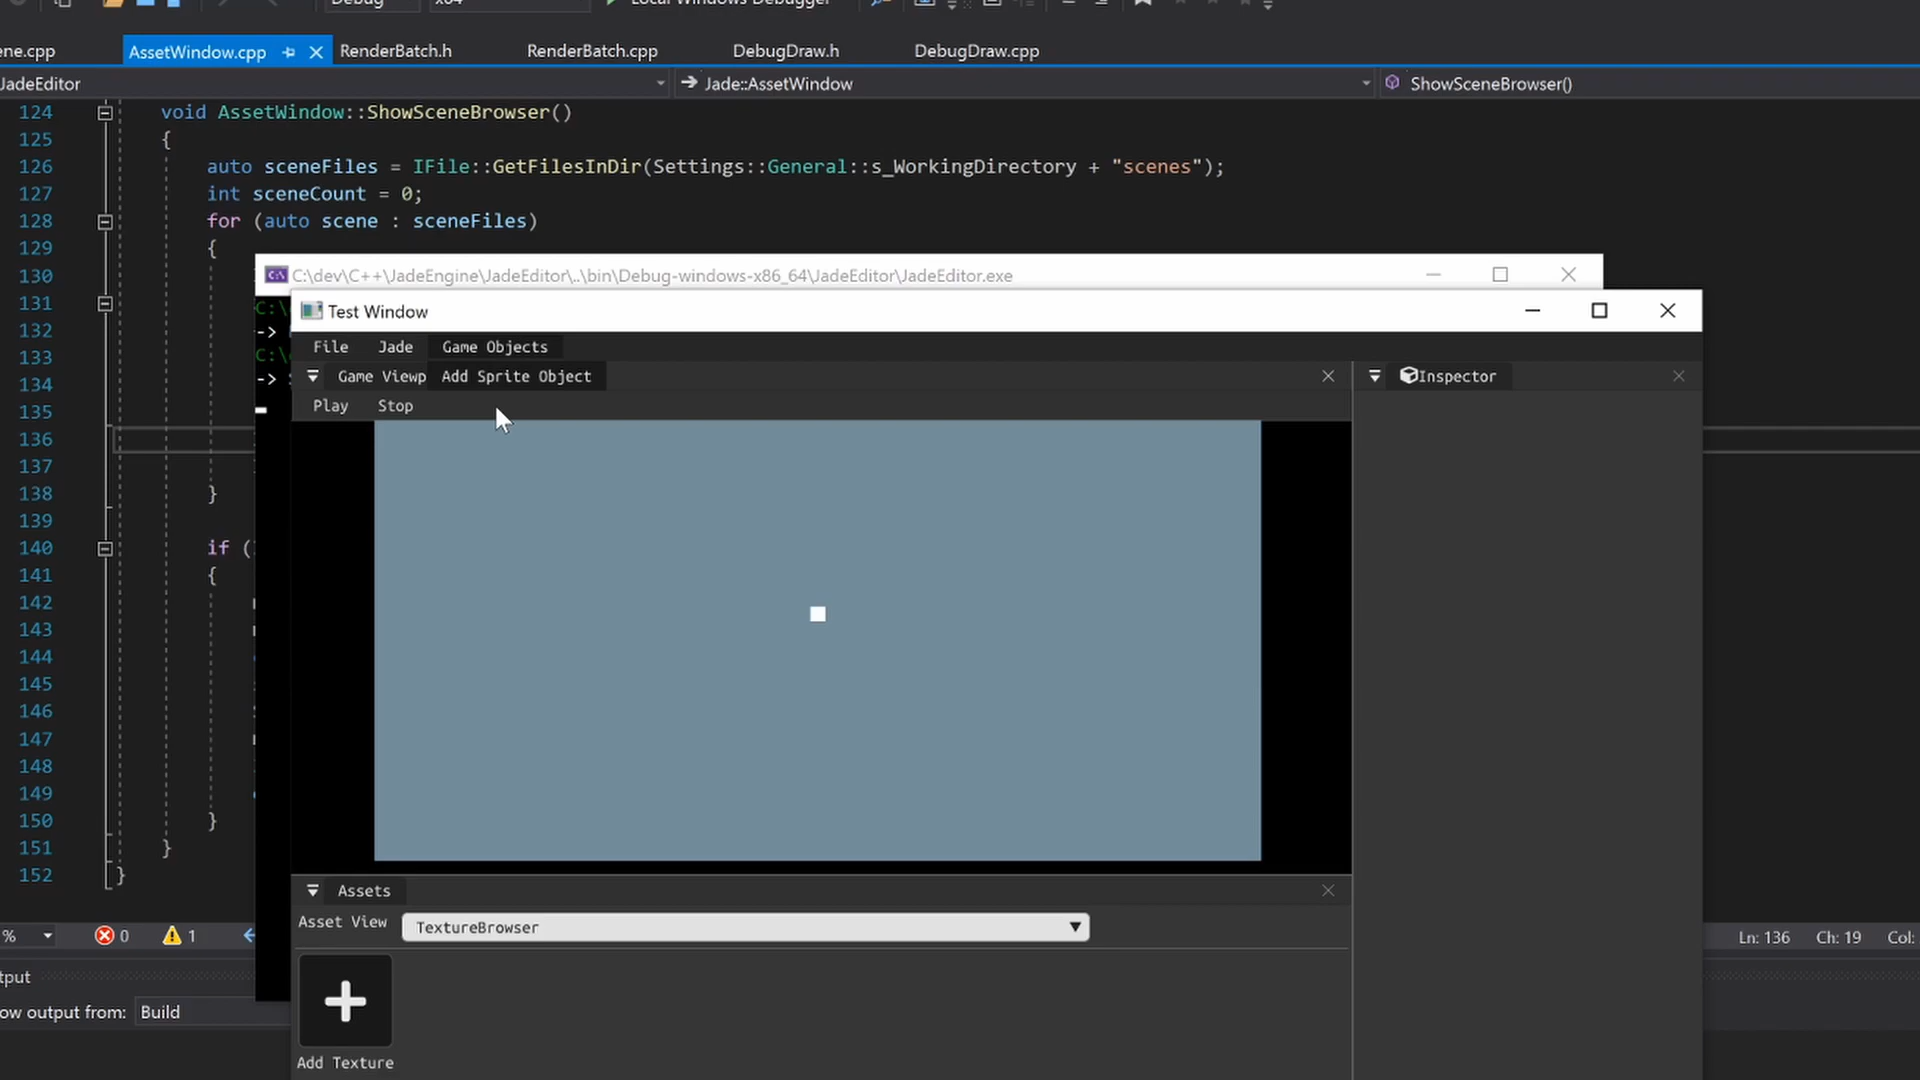 Debug x64 Local Windows Debugger
ene.cpp AssetWindow.cpp RenderBatch.h RenderBatch.cpp DebugDraw.h DebugDraw.cpp
JadeEditor Jade::AssetWindow ShowSceneBrowser()
124 void AssetWindow::ShowSceneBrowser()
125 {
126 auto sceneFiles = IFile::GetFilesInDir(Settings::General::s_WorkingDirectory + "scenes");
127 int sceneCount = 0;
128 for (auto scene : sceneFiles)
129 {
130
131
132
133
134
135
136
137
138 }
139
140 if (
141 {
142
143
144
145
146
147
148
149
150 }
151 }
152 }
C:\dev\C++\JadeEngine\JadeEditor\..\bin\Debug-windows-x86_64\JadeEditor\JadeEditor.exe
C:\
->
C:\
->
Test Window
File Jade Game Objects
Game Viewp Add Sprite Object
Play Stop
Inspector
Assets
Asset View TextureBrowser
Add Texture
% 0 1
Ln: 136 Ch: 19 Col:
tput
ow output from: Build